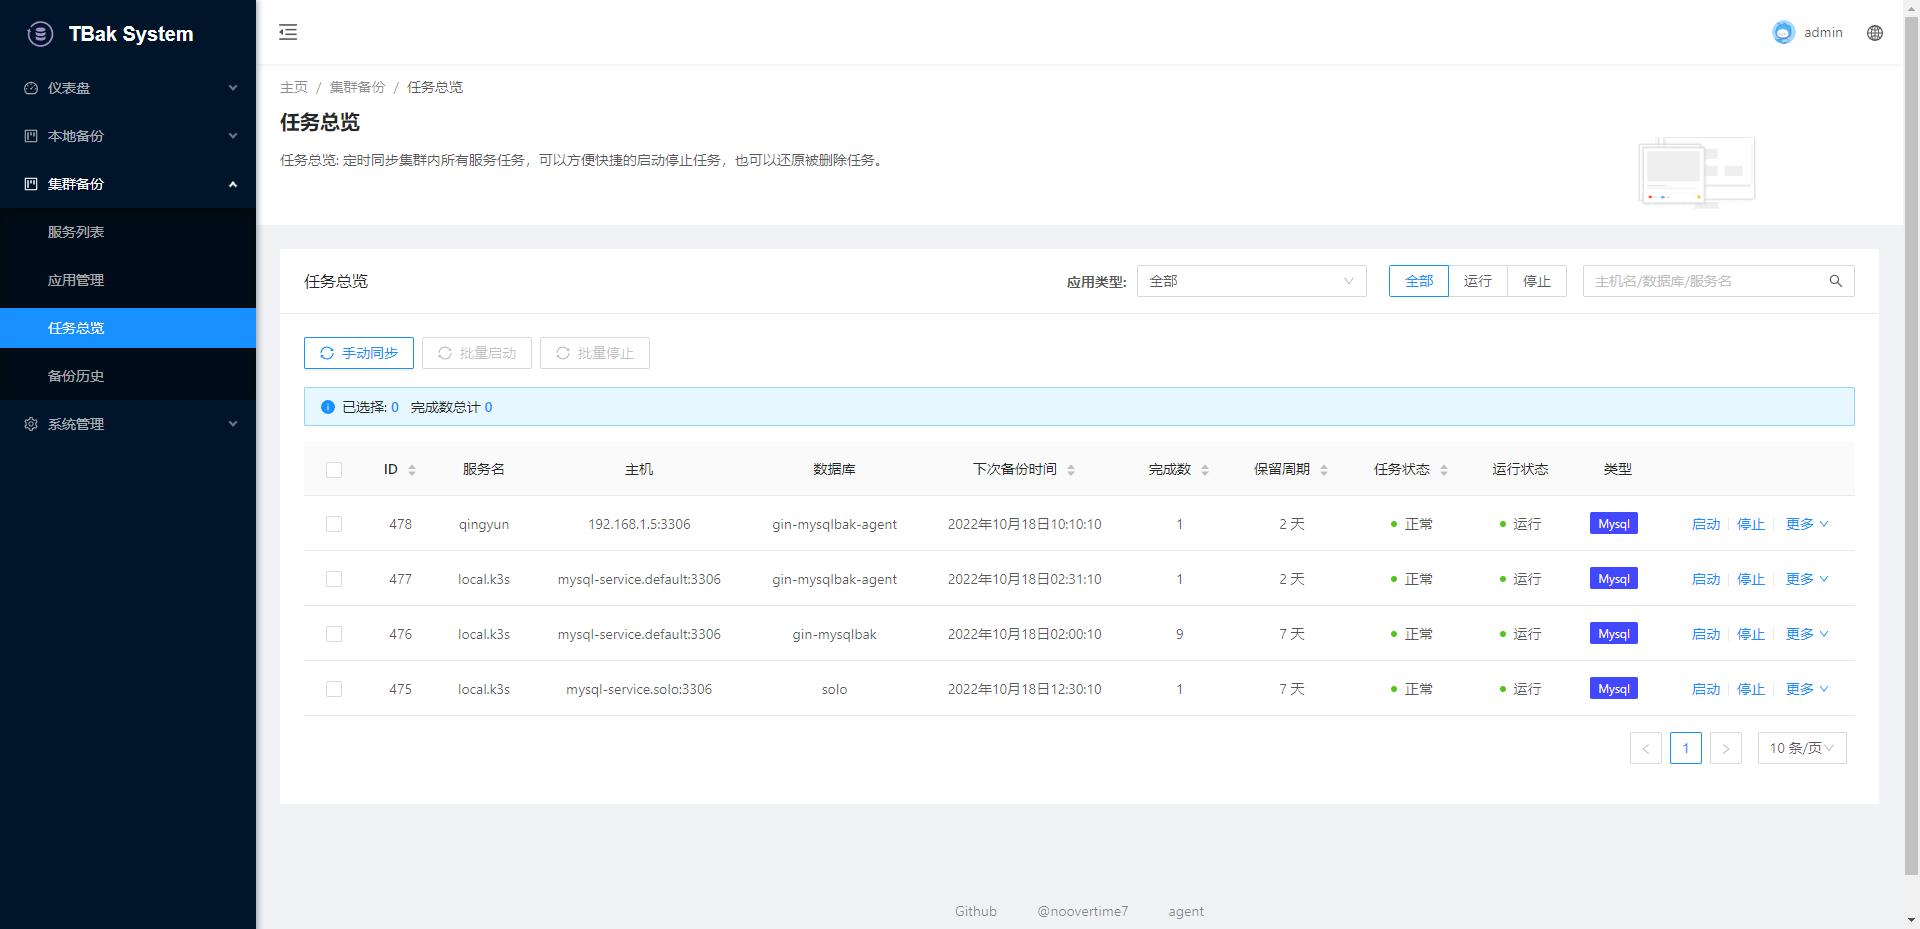 TBak System
admin
仪表盘
本地备份
集群备份
服务列表
应用管理
任务总览
备份历史
系统管理
主页 / 集群备份 / 任务总览
任务总览
任务总览: 定时同步集群内所有服务任务，可以方便快捷的启动停止任务，也可以还原被删除任务。
任务总览 应用类型: 全部 全部 运行 停止 主机名/数据库/服务名
手动同步 批量启动 批量停止
已选择: 0 完成数总计 0
ID 服务名 主机 数据库 下次备份时间 完成数 保留周期 任务状态 运行状态 类型
478 qingyun 192.168.1.5:3306 gin-mysqlbak-agent 2022年10月18日10:10:10 1 2 天 正常 运行 Mysql 启动 停止 更多
477 local.k3s mysql-service.default:3306 gin-mysqlbak-agent 2022年10月18日02:31:10 1 2 天 正常 运行 Mysql 启动 停止 更多
476 local.k3s mysql-service.default:3306 gin-mysqlbak 2022年10月18日02:00:10 9 7 天 正常 运行 Mysql 启动 停止 更多
475 local.k3s mysql-service.solo:3306 solo 2022年10月18日12:30:10 1 7 天 正常 运行 Mysql 启动 停止 更多
< 1 > 10 条/页
Github @noovertime7 agent